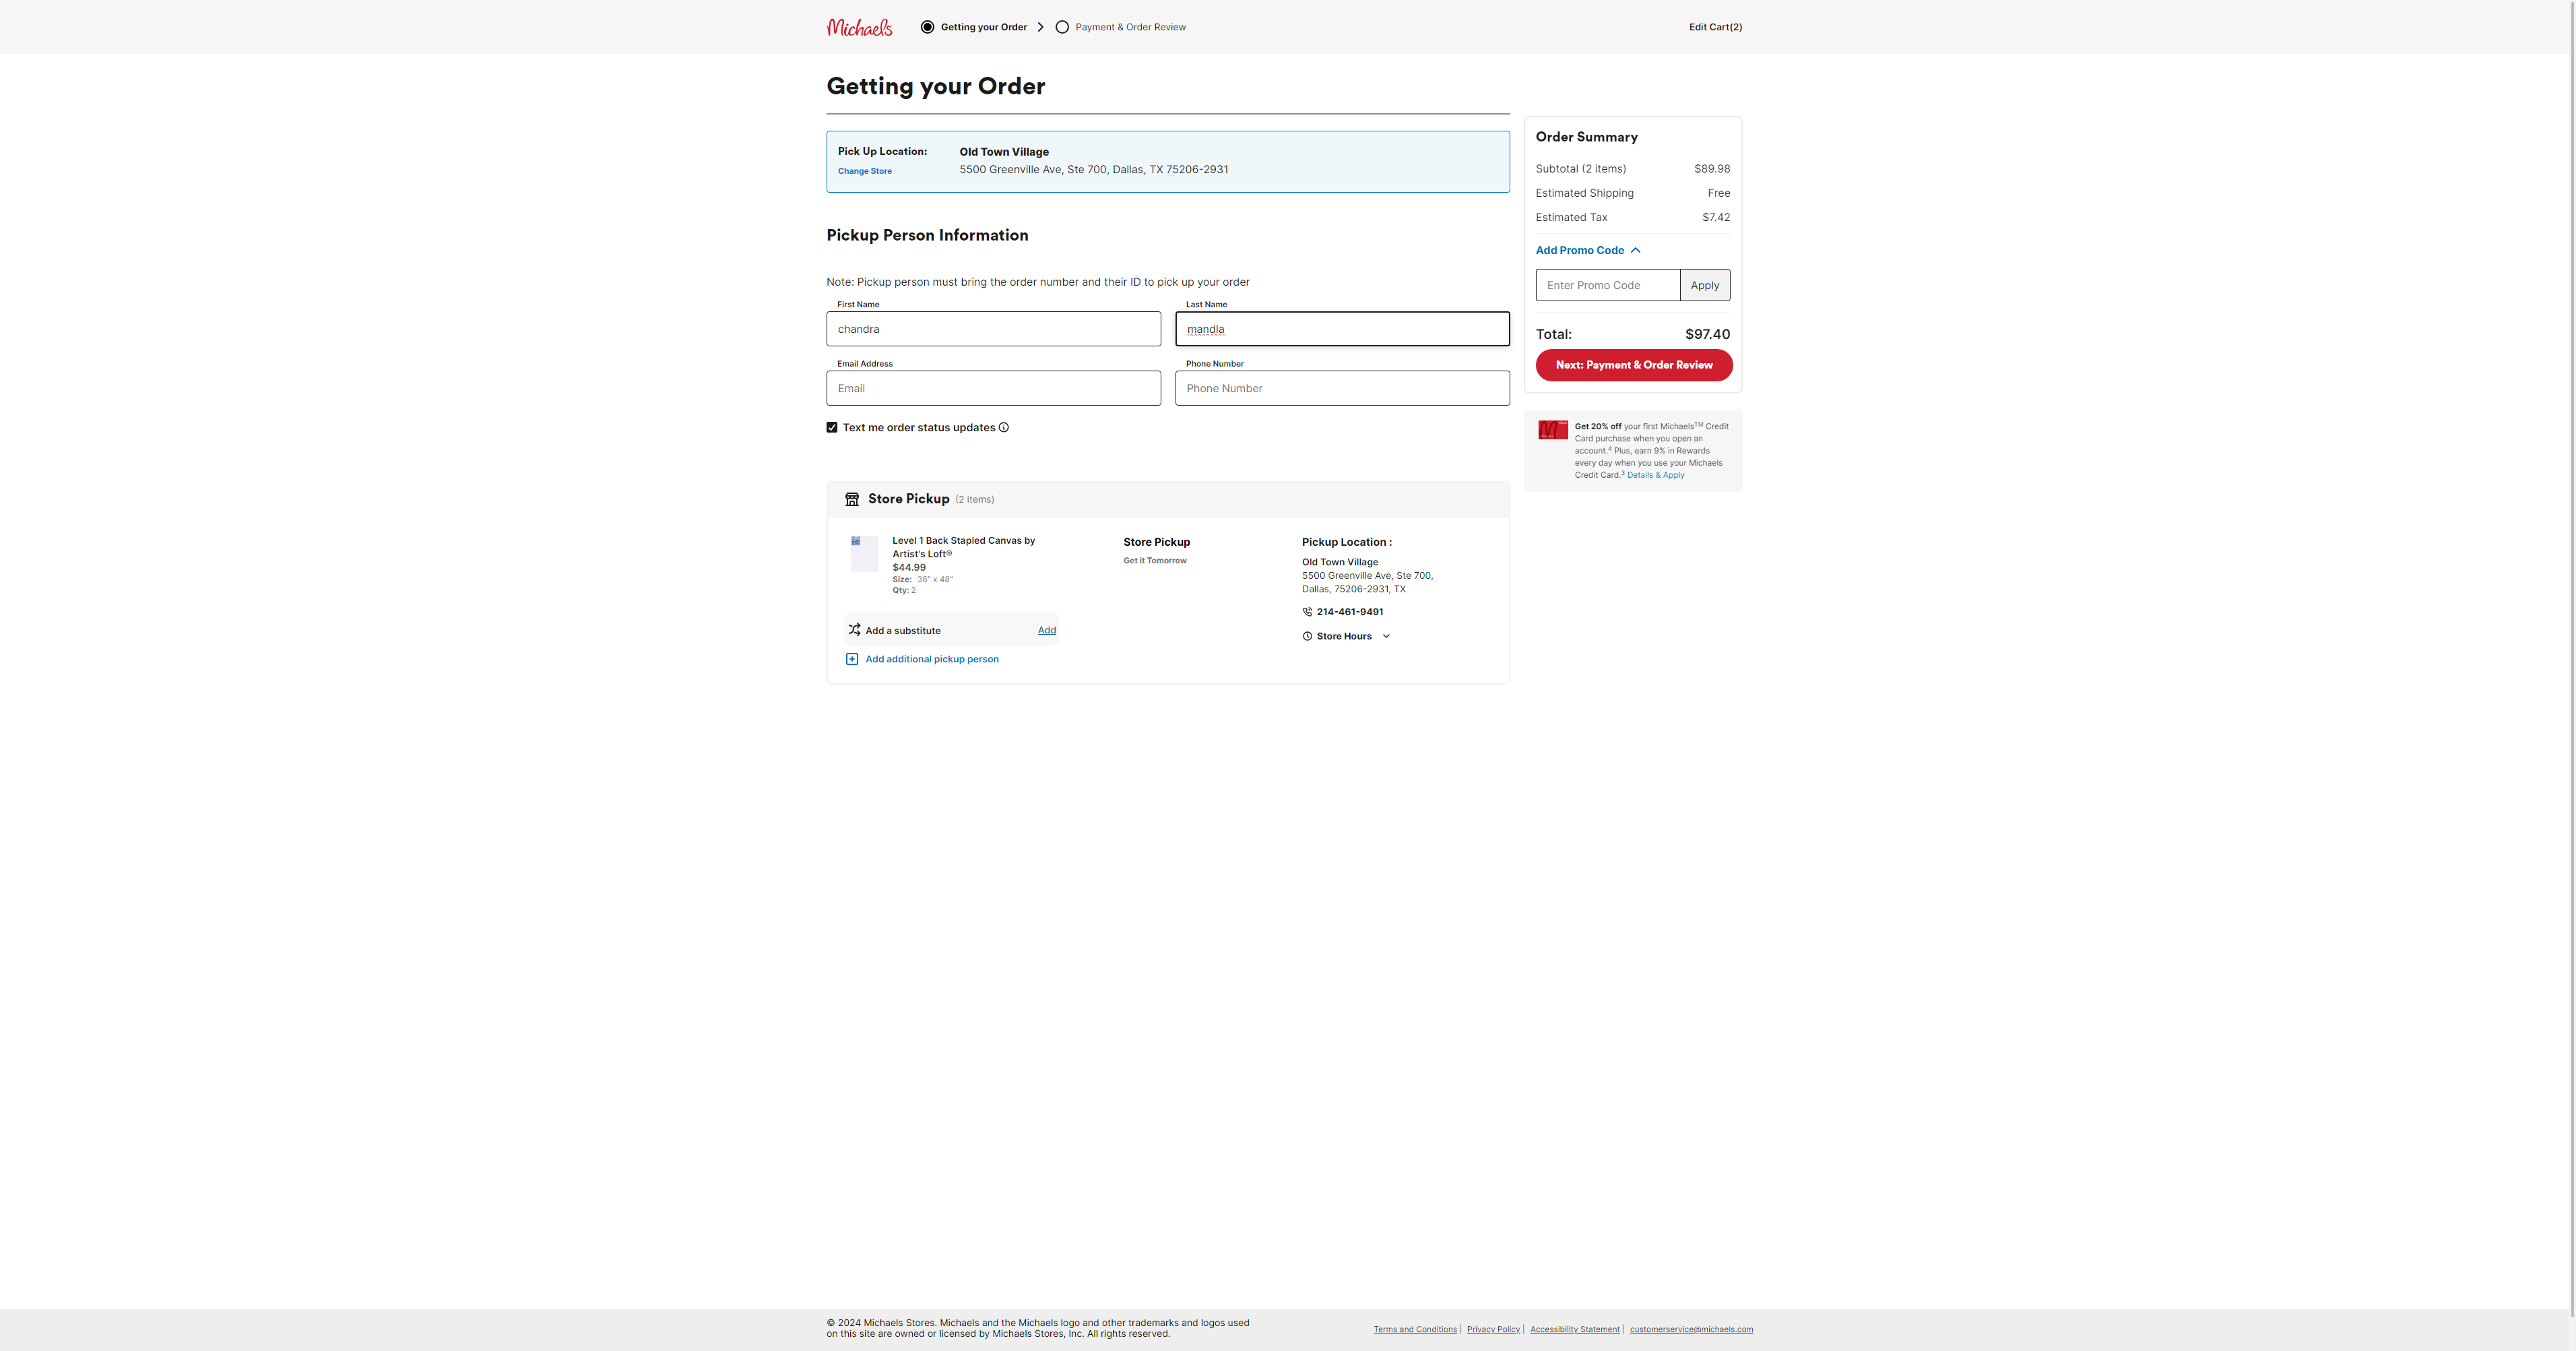 Michaels
Getting your Order
Payment & Order Review
Edit Cart(2)
Getting your Order
Pick Up Location:
Old Town Village
Change Store
5500 Greenville Ave, Ste 700, Dallas, TX 75206-2931
Pickup Person Information
Note: Pickup person must bring the order number and their ID to pick up your order
First Name
Last Name
chandra
mandla
Email Address
Phone Number
Email
Phone Number
Text me order status updates
Store Pickup (2 items)
Level 1 Back Stapled Canvas by
Artist's Loft®
$44.99
Size: 36" x 48"
Qty: 2
Add a substitute
Add
Add additional pickup person
Store Pickup
Get it Tomorrow
Pickup Location :
Old Town Village
5500 Greenville Ave, Ste 700,
Dallas, 75206-2931, TX
214-461-9491
Store Hours
Order Summary
Subtotal (2 items) $89.98
Estimated Shipping Free
Estimated Tax $7.42
Add Promo Code
Enter Promo Code
Apply
Total: $97.40
Next: Payment & Order Review
Get 20% off your first Michaels™ Credit
Card purchase when you open an
account.⁴ Plus, earn 9% in Rewards
every day when you use your Michaels
Credit Card.³ Details & Apply
© 2024 Michaels Stores. Michaels and the Michaels logo and other trademarks and logos used
on this site are owned or licensed by Michaels Stores, Inc. All rights reserved.
Terms and Conditions | Privacy Policy | Accessibility Statement | customerservice@michaels.com